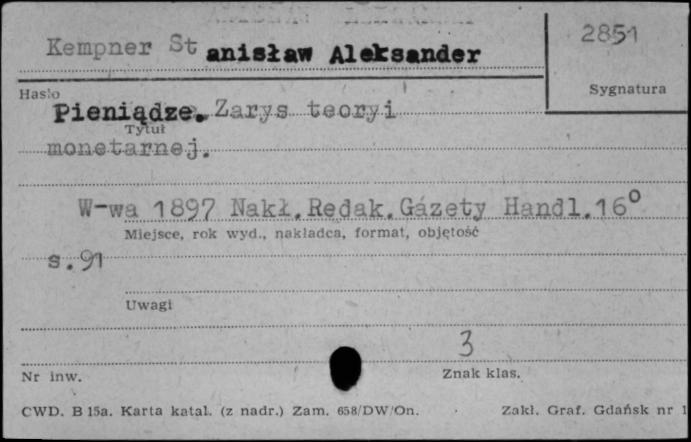 Kempner Stanisław Aleksander
2851
Hasło
Sygnatura
Pieniądze. Zarys teoryi
Tytuł
monetarnej.
W-wa 1897 Nakł. Redak. Gazety Handl. 16°
Miejsce, rok wyd., nakładca, format, objętość
s. 91
Uwagi
3
Nr inw.
Znak klas.
CWD. B 15a. Karta katal. (z nadr.) Zam. 658/DW/On.
Zakł. Graf. Gdańsk nr 1